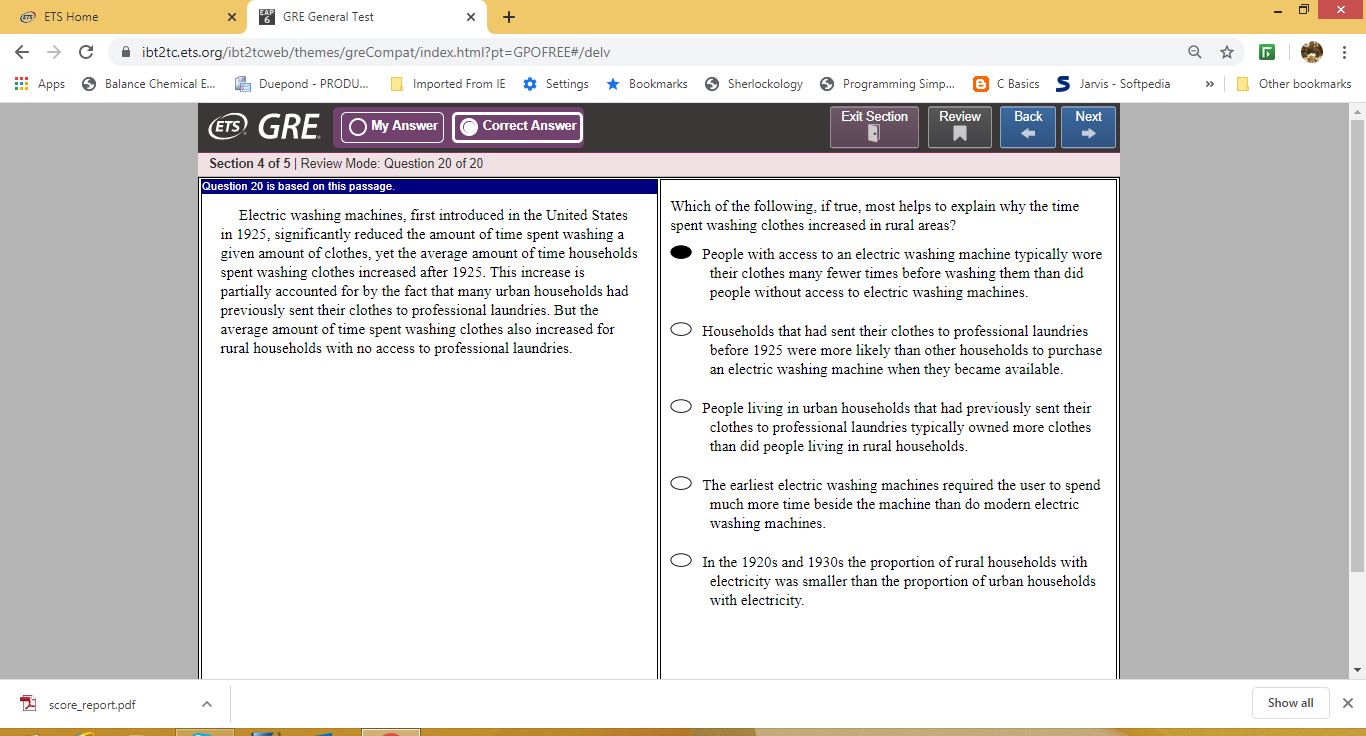 ETS Home
GRE General Test
ibt2tc.ets.org/ibt2tcweb/themes/greCompat/index.html?pt=GPOFREE#/delv
Apps Balance Chemical E... Duepond - PRODU... Imported From IE Settings Bookmarks Sherlockology Programming Simp... C Basics Jarvis - Softpedia » Other bookmarks
ETS GRE My Answer Correct Answer Exit Section Review Back Next
Section 4 of 5 | Review Mode: Question 20 of 20
Question 20 is based on this passage.
Electric washing machines, first introduced in the United States
in 1925, significantly reduced the amount of time spent washing a
given amount of clothes, yet the average amount of time households
spent washing clothes increased after 1925. This increase is
partially accounted for by the fact that many urban households had
previously sent their clothes to professional laundries. But the
average amount of time spent washing clothes also increased for
rural households with no access to professional laundries.
Which of the following, if true, most helps to explain why the time
spent washing clothes increased in rural areas?
People with access to an electric washing machine typically wore
their clothes many fewer times before washing them than did
people without access to electric washing machines.
Households that had sent their clothes to professional laundries
before 1925 were more likely than other households to purchase
an electric washing machine when they became available.
People living in urban households that had previously sent their
clothes to professional laundries typically owned more clothes
than did people living in rural households.
The earliest electric washing machines required the user to spend
much more time beside the machine than do modern electric
washing machines.
In the 1920s and 1930s the proportion of rural households with
electricity was smaller than the proportion of urban households
with electricity.
score_report.pdf
Show all